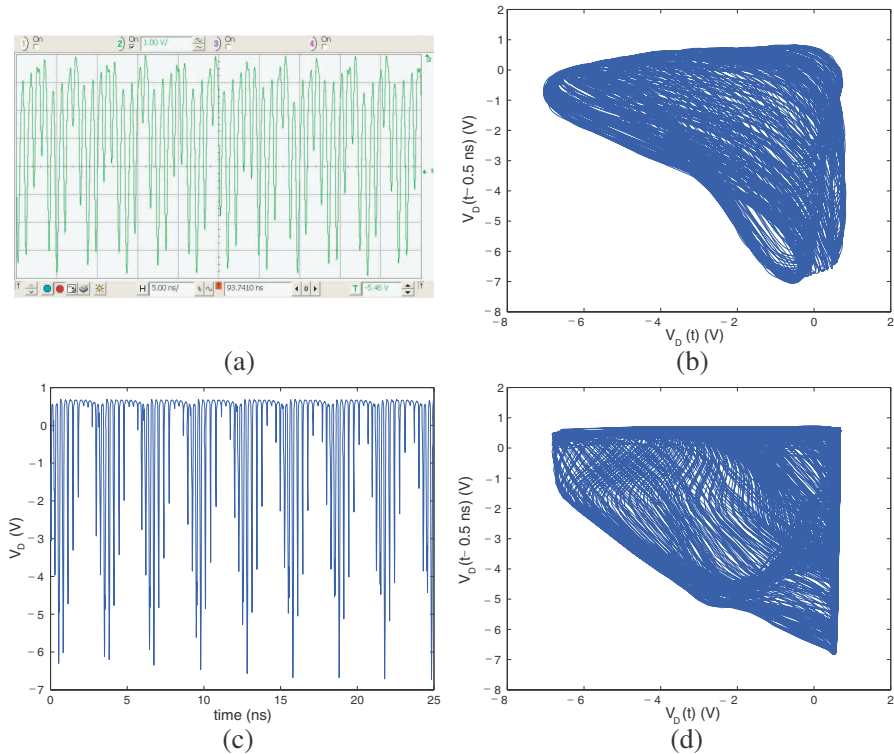 1 On 2 On 1.00 V/ 3 On 4 On
H 5.00 ns/ 93.7410 ns 0 T -5.46 V
(a)
2
1
0
−1
−2
−3
−4
−5
−6
−7
−8
V_D(t− 0.5 ns) (V)
−8 −6 −4 −2 0 2
V_D (t) (V)
(b)
1
0
−1
−2
−3
−4
−5
−6
−7
V_D (V)
0 5 10 15 20 25
time (ns)
(c)
2
1
0
−1
−2
−3
−4
−5
−6
−7
−8
V_D(t− 0.5 ns) (V)
−8 −6 −4 −2 0 2
V_D(t) (V)
(d)